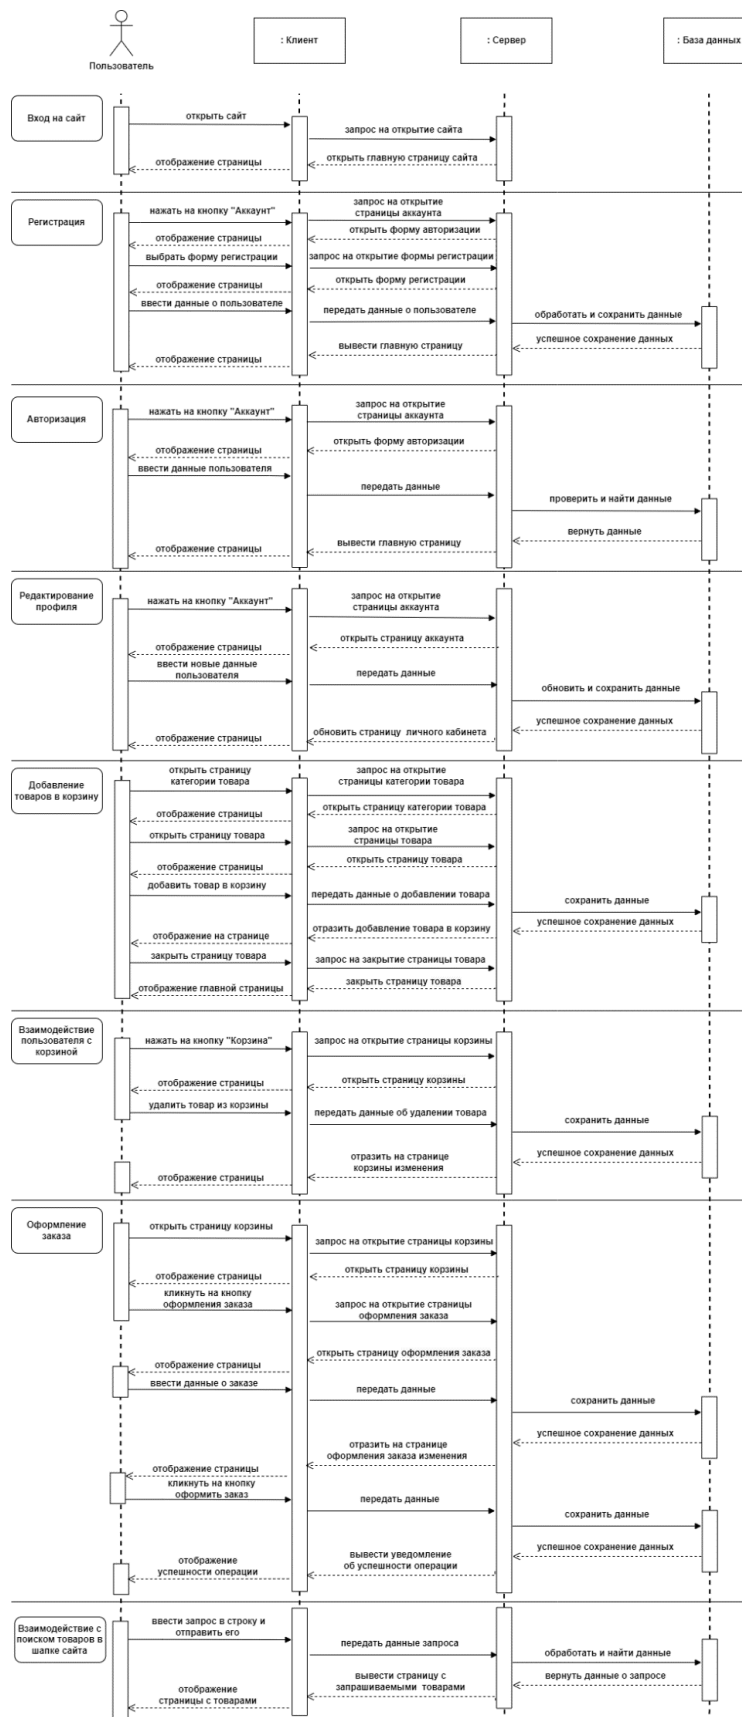 Пользователь
: Клиент
: Сервер
: База данных
Вход на сайт
открыть сайт
запрос на открытие сайта
открыть главную страницу сайта
отображение страницы
Регистрация
нажать на кнопку "Аккаунт"
запрос на открытие
страницы аккаунта
открыть форму авторизации
отображение страницы
выбрать форму регистрации
запрос на открытие формы регистрации
открыть форму регистрации
отображение страницы
ввести данные о пользователе
передать данные о пользователе
обработать и сохранить данные
успешное сохранение данных
вывести главную страницу
отображение страницы
Авторизация
нажать на кнопку "Аккаунт"
запрос на открытие
страницы аккаунта
открыть форму авторизации
отображение страницы
ввести данные пользователя
передать данные
проверить и найти данные
вернуть данные
вывести главную страницу
отображение страницы
Редактирование
профиля
нажать на кнопку "Аккаунт"
запрос на открытие
страницы аккаунта
открыть страницу аккаунта
отображение страницы
ввести новые данные
пользователя
передать данные
обновить и сохранить данные
успешное сохранение данных
обновить страницу личного кабинета
отображение страницы
Добавление
товаров в корзину
открыть страницу
категории товара
запрос на открытие
страницы категории товара
открыть страницу категории товара
отображение страницы
открыть страницу товара
запрос на открытие
страницы товара
открыть страницу товара
отображение страницы
добавить товар в корзину
передать данные о добавлении товара
сохранить данные
успешное сохранение данных
отразить добавление товара в корзину
отображение на странице
закрыть страницу товара
запрос на закрытие страницы товара
закрыть страницу товара
отображение главной страницы
Взаимодействие
пользователя с
корзиной
нажать на кнопку "Корзина"
запрос на открытие страницы корзины
открыть страницу корзины
отображение страницы
удалить товар из корзины
передать данные об удалении товара
сохранить данные
успешное сохранение данных
отразить на странице
корзины изменения
отображение страницы
Оформление
заказа
открыть страницу корзины
запрос на открытие страницы корзины
открыть страницу корзины
отображение страницы
кликнуть на кнопку
оформления заказа
запрос на открытие страницы
оформления заказа
открыть страницу оформления заказа
отображение страницы
ввести данные о заказе
передать данные
сохранить данные
успешное сохранение данных
отразить на странице
оформления заказа изменения
отображение страницы
кликнуть на кнопку
оформить заказ
передать данные
сохранить данные
успешное сохранение данных
вывести уведомление
об успешности операции
отображение
успешности операции
Взаимодействие с
поиском товаров в
шапке сайта
ввести запрос в строку и
отправить его
передать данные запроса
обработать и найти данные
вернуть данные о запросе
вывести страницу с
запрашиваемыми товарами
отображение
страницы с товарами